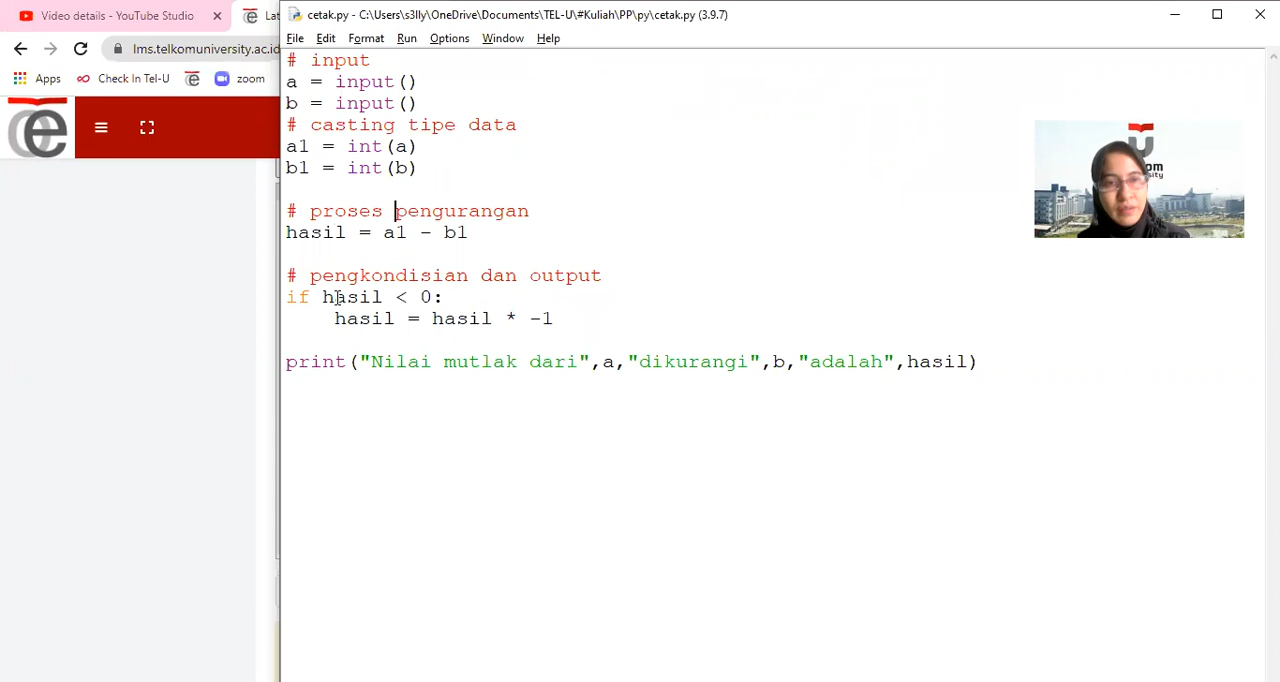 Video details - YouTube Studio
Lat
cetak.py - C:\Users\s3lly\OneDrive\Documents\TEL-U\#Kuliah\PP\py\cetak.py (3.9.7)
File Edit Format Run Options Window Help
lms.telkomuniversity.ac.id
Apps Check In Tel-U zoom
# input
a = input()
b = input()
# casting tipe data
a1 = int(a)
b1 = int(b)
# proses pengurangan
hasil = a1 - b1
# pengkondisian dan output
if hasil < 0:
    hasil = hasil * -1
print("Nilai mutlak dari",a,"dikurangi",b,"adalah",hasil)